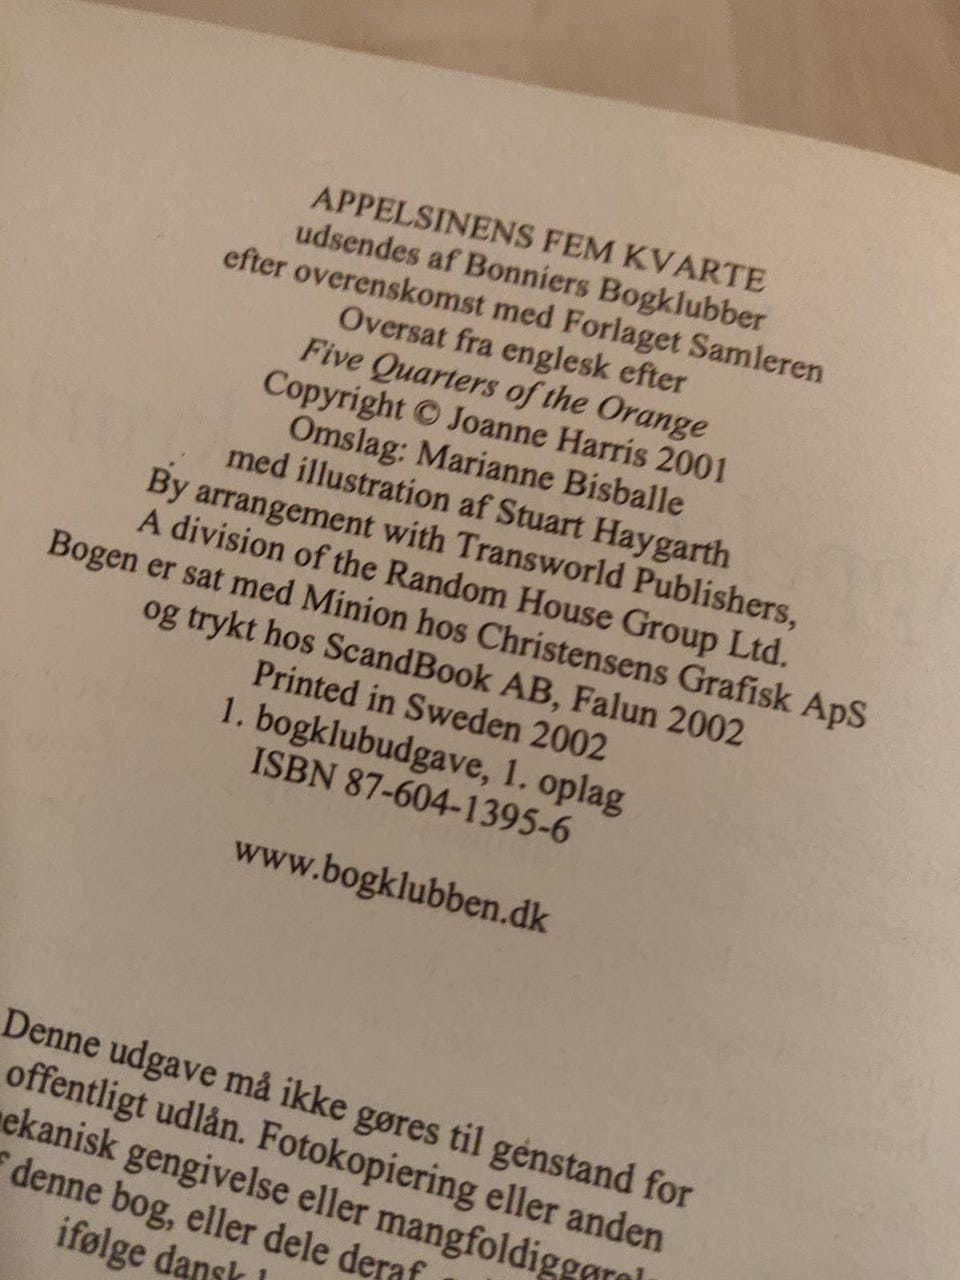 APPELSINENS FEM KVARTE
udsendes af Bonniers Bogklubber
efter overenskomst med Forlaget Samleren
Oversat fra englesk efter
Five Quarters of the Orange
Copyright © Joanne Harris 2001
Omslag: Marianne Bisballe
med illustration af Stuart Haygarth
By arrangement with Transworld Publishers,
A division of the Random House Group Ltd.
Bogen er sat med Minion hos Christensens Grafisk ApS
og trykt hos ScandBook AB, Falun 2002
Printed in Sweden 2002
1. bogklubudgave, 1. oplag
ISBN 87-604-1395-6
www.bogklubben.dk
Denne udgave må ikke gøres til genstand for
offentligt udlån. Fotokopiering eller anden
ekanisk gengivelse eller mangfoldiggørel
denne bog, eller dele deraf
ifølge dansk